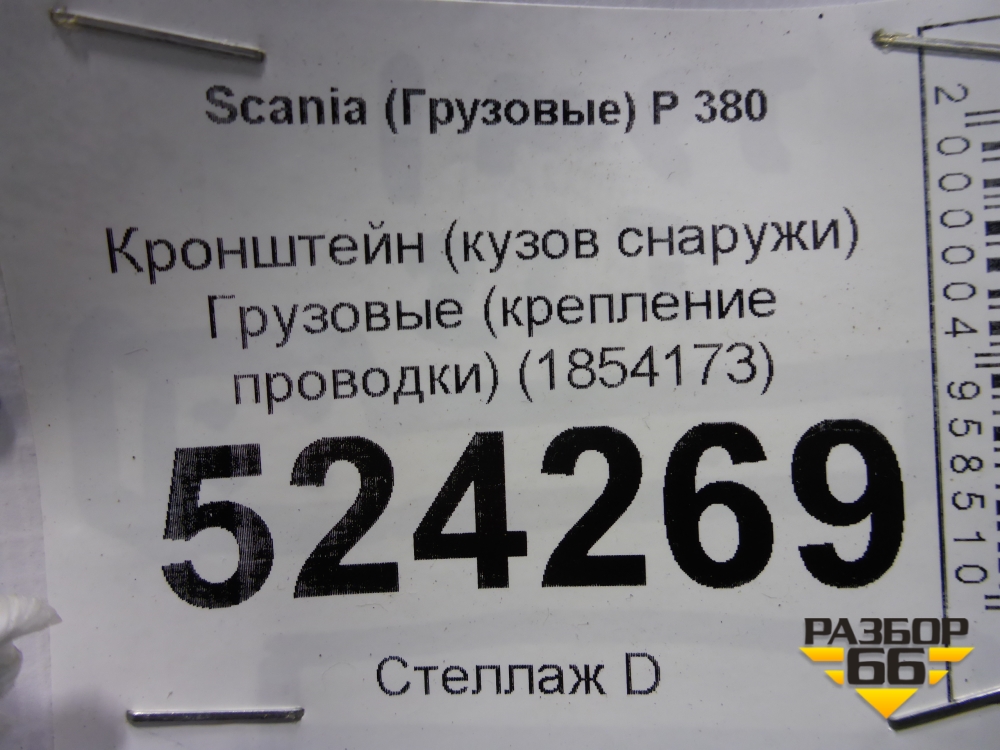 Scania (Грузовые) P 380
Кронштейн (кузов снаружи)
Грузовые (крепление
проводки) (1854173)
524269
Стеллаж D
2000004958510
РАЗБОР
66